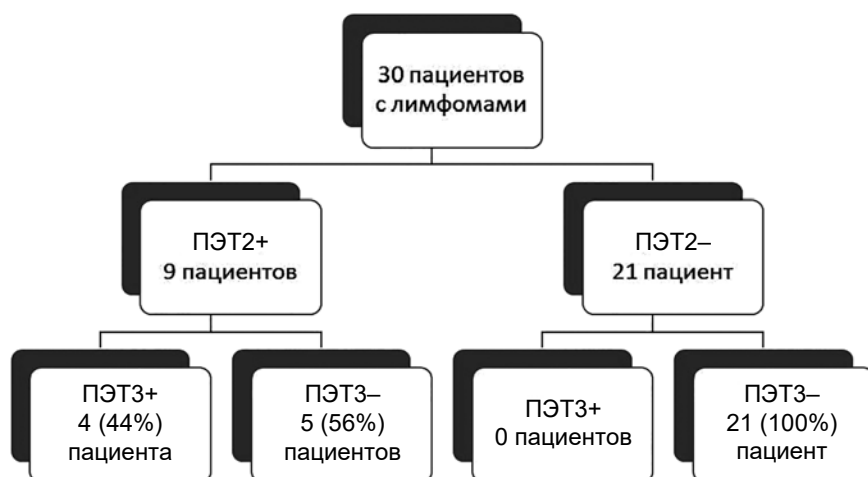 30 пациентов
с лимфомами
ПЭТ2+
9 пациентов
ПЭТ2–
21 пациент
ПЭТ3+
4 (44%)
пациента
ПЭТ3–
5 (56%)
пациентов
ПЭТ3+
0 пациентов
ПЭТ3–
21 (100%)
пациент